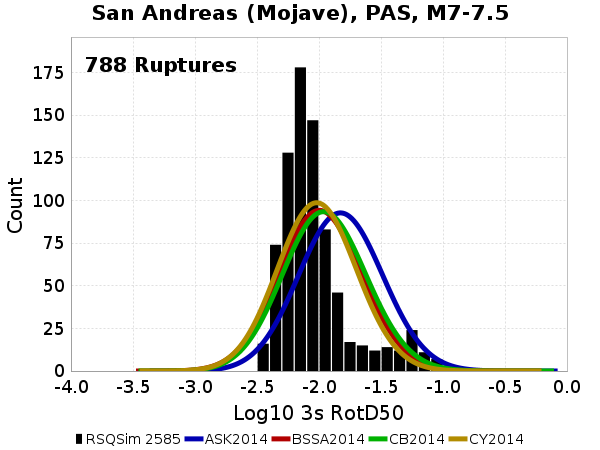 San Andreas (Mojave), PAS, M7-7.5
788 Ruptures
Count
175
150
125
100
75
50
25
0
-4.0 -3.5 -3.0 -2.5 -2.0 -1.5 -1.0 -0.5 0.0
Log10 3s RotD50
RSQSim 2585 ASK2014 BSSA2014 CB2014 CY2014